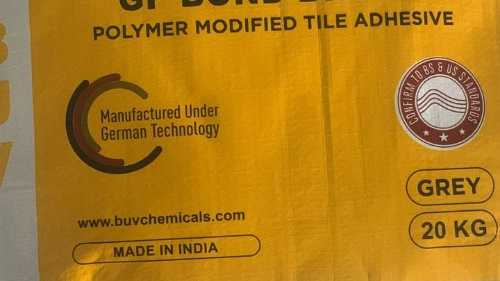 POLYMER MODIFIED TILE ADHESIVE
Manufactured Under
German Technology
CONFIRM TO BS & US STANDARDS
GREY
www.buvchemicals.com
20 KG
MADE IN INDIA